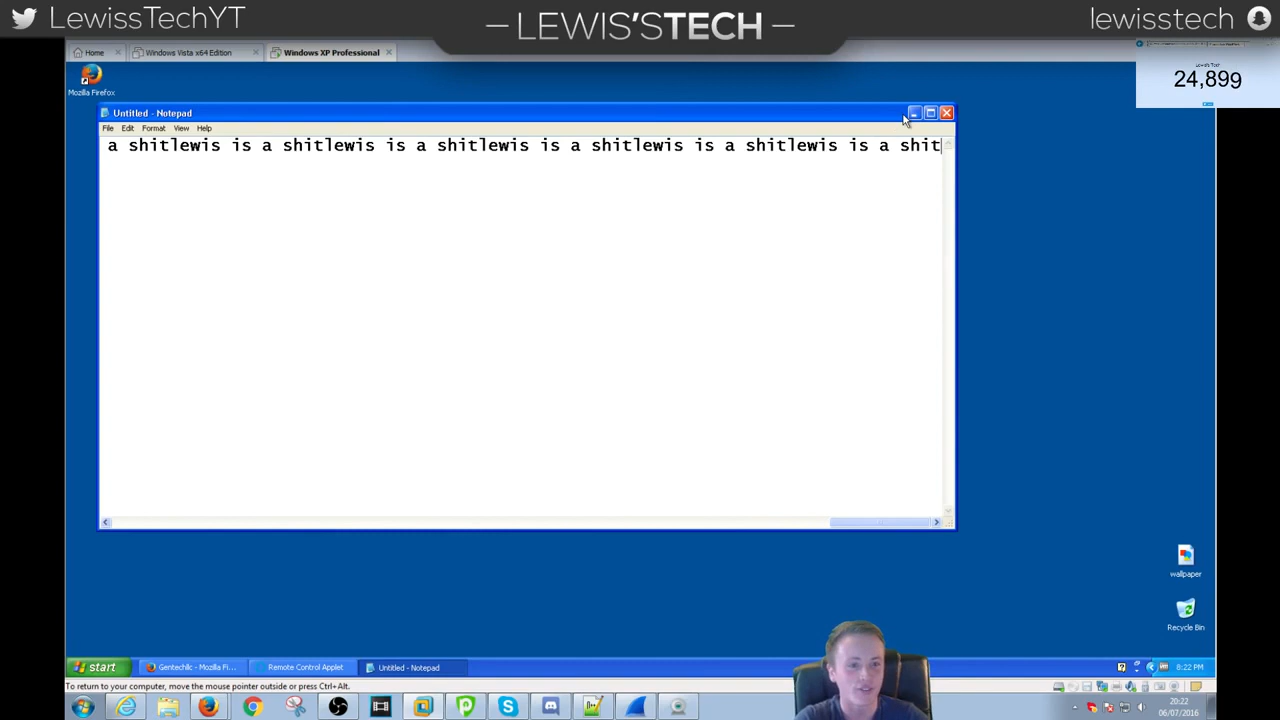 LewissTechYT
LEWIS'STECH
lewisstech
Home
Windows Vista x64 Edition
Windows XP Professional
24,899
Mozilla Firefox
Untitled - Notepad
File Edit Format View Help
a shitlewis is a shitlewis is a shitlewis is a shitlewis is a shitlewis is a shit
wallpaper
Recycle Bin
start
Gentechllc - Mozilla Fi...
Remote Control Applet
Untitled - Notepad
8:22 PM
To return to your computer, move the mouse pointer outside or press Ctrl+Alt.
20:22
06/07/2016